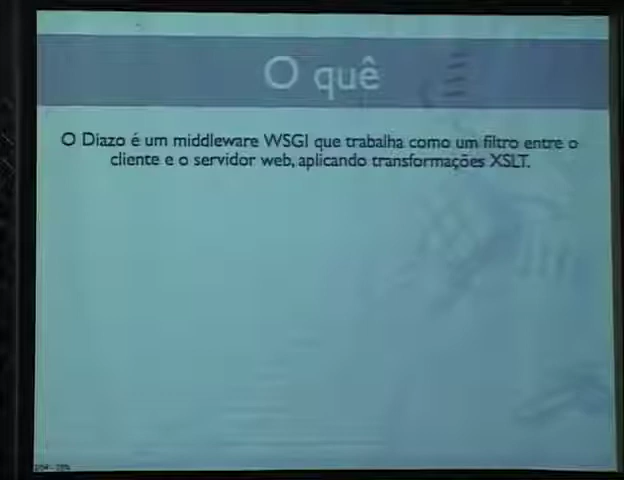 O quê
O Diazo é um middleware WSGI que trabalha como um filtro entre o
cliente e o servidor web, aplicando transformações XSLT.